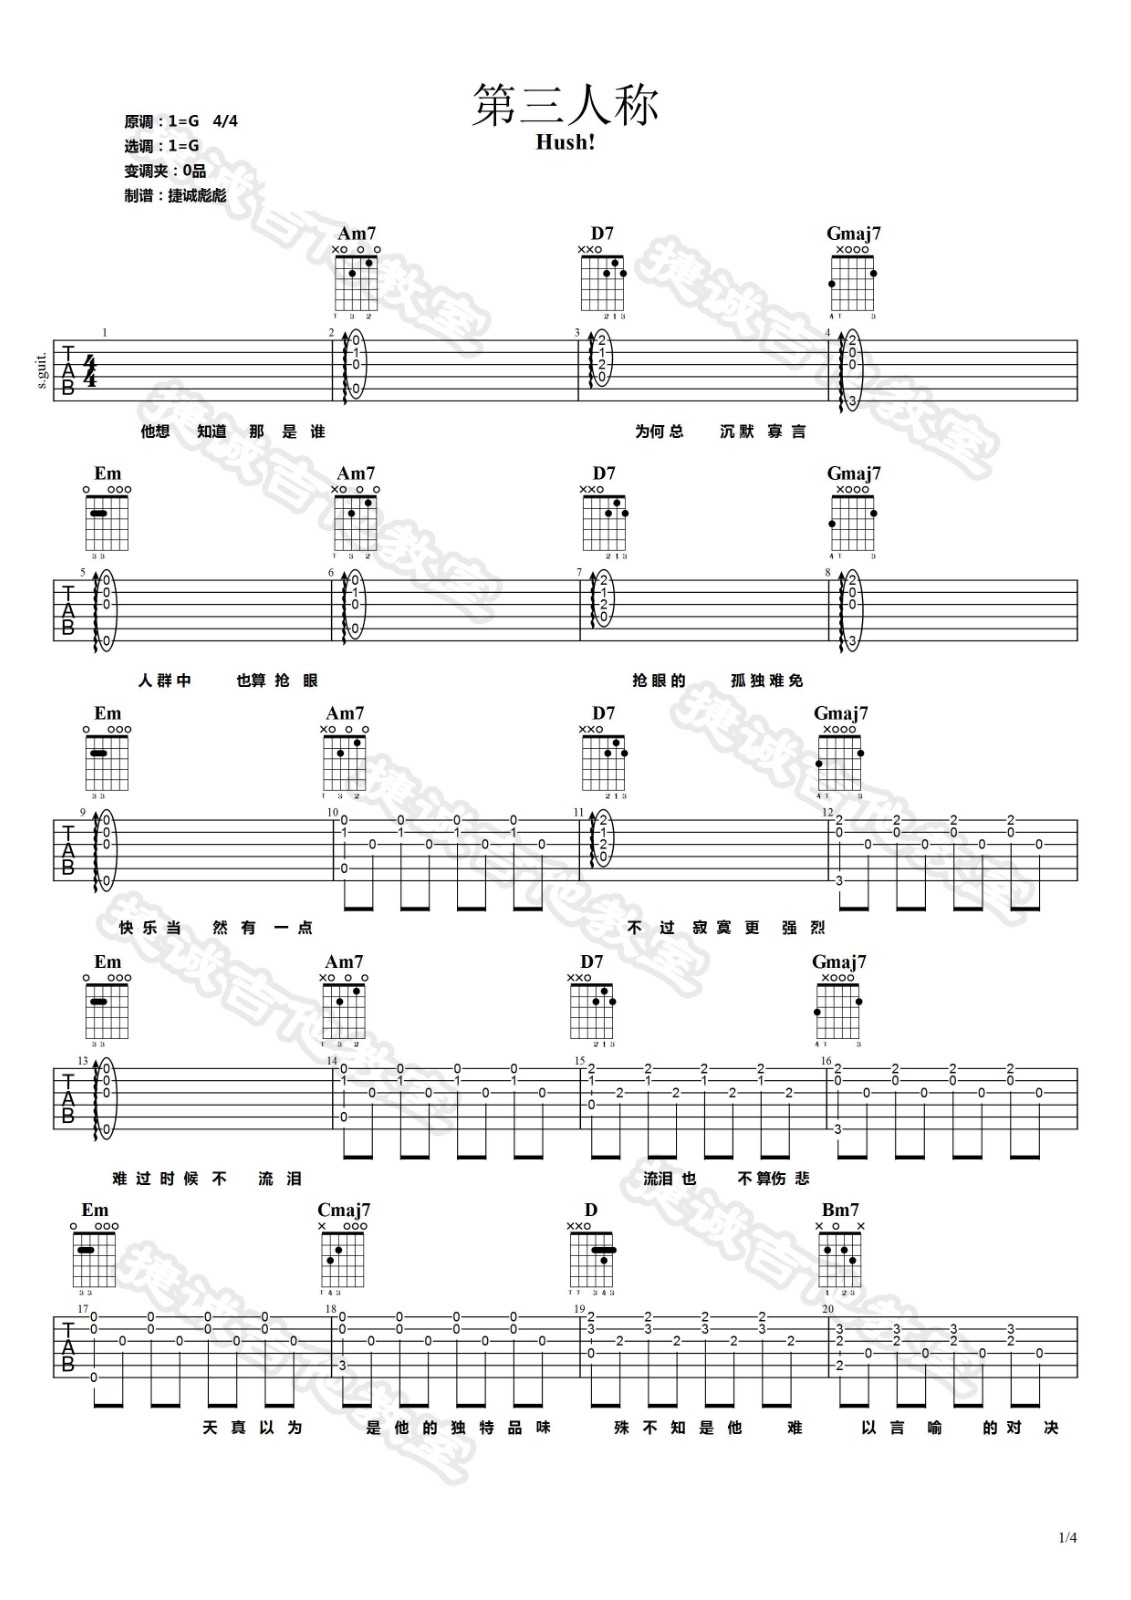 第三人称
Hush!
原调：1=G 4/4
选调：1=G
变调夹：0品
制谱：捷诚彪彪
捷诚吉他教室
Am7 D7 Gmaj7
s.guit.
1 2 3 4
他想 知道 那 是 谁 为何 总 沉默 寡 言
Em Am7 D7 Gmaj7
5 6 7 8
人 群 中 也算 抢 眼 抢 眼 的 孤 独 难 免
Em Am7 D7 Gmaj7
9 10 11 12
快 乐 当 然 有 一 点 不 过 寂 寞 更 强 烈
Em Am7 D7 Gmaj7
13 14 15 16
难 过 时 候 不 流 泪 流泪 也 不 算伤 悲
Em Cmaj7 D Bm7
17 18 19 20
天 真 以 为 是 他 的 独 特 品 味 殊 不 知 是 他 难 以 言 喻 的 对 决
1/4